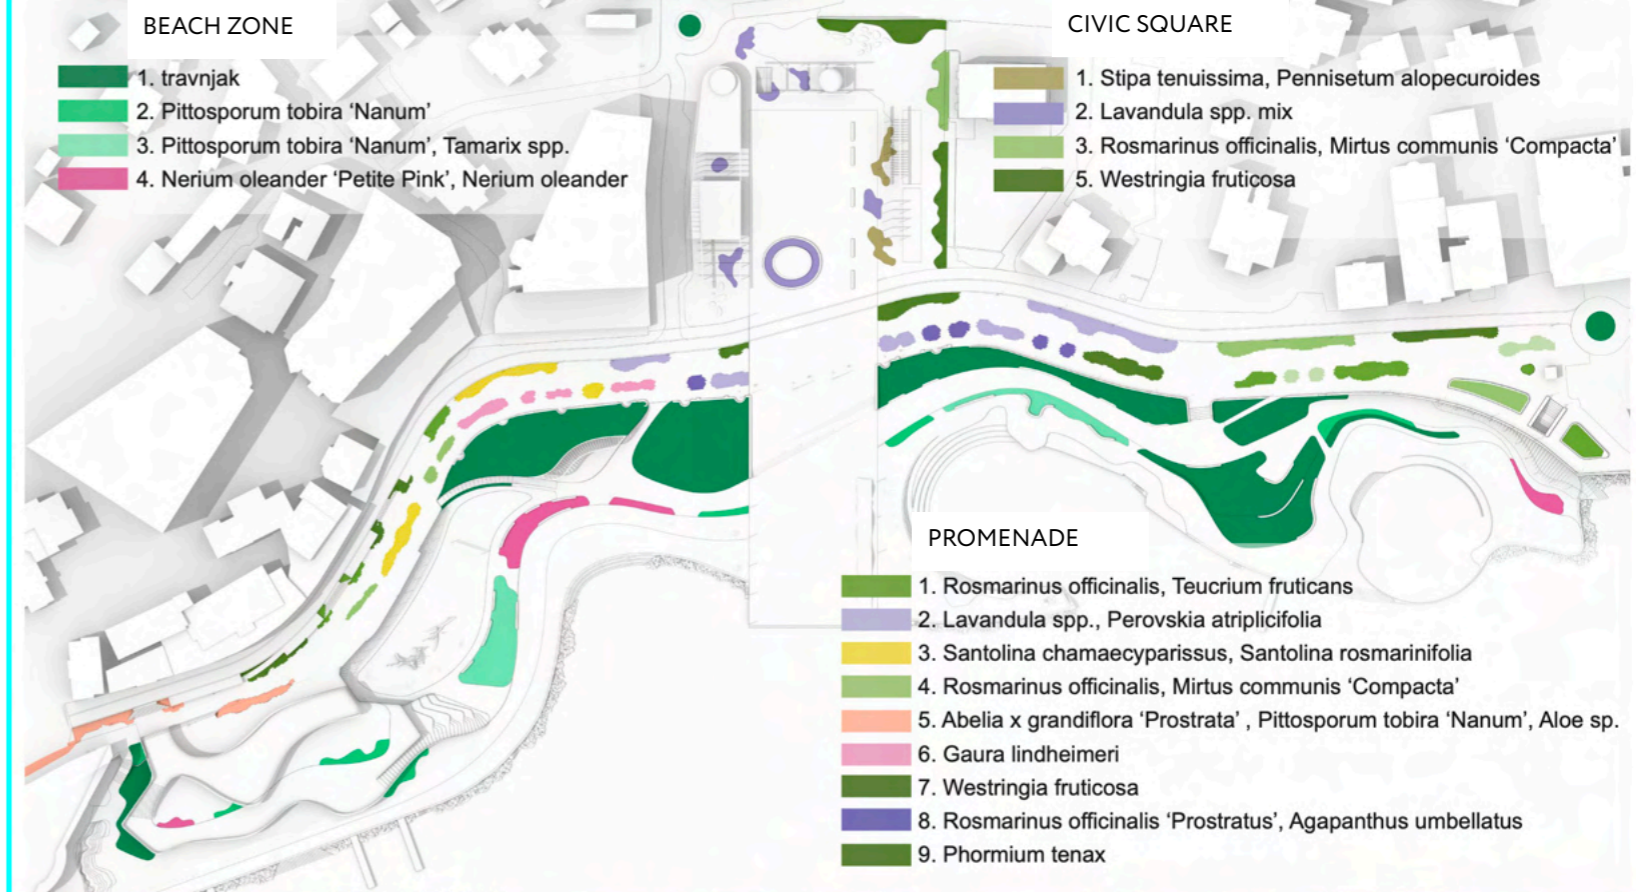 BEACH ZONE
1. travnjak
2. Pittosporum tobira ‘Nanum’
3. Pittosporum tobira ‘Nanum’, Tamarix spp.
4. Nerium oleander ‘Petite Pink’, Nerium oleander
CIVIC SQUARE
1. Stipa tenuissima, Pennisetum alopecuroides
2. Lavandula spp. mix
3. Rosmarinus officinalis, Mirtus communis ‘Compacta’
5. Westringia fruticosa
PROMENADE
1. Rosmarinus officinalis, Teucrium fruticans
2. Lavandula spp., Perovskia atriplicifolia
3. Santolina chamaecyparissus, Santolina rosmarinifolia
4. Rosmarinus officinalis, Mirtus communis ‘Compacta’
5. Abelia x grandiflora ‘Prostrata’ , Pittosporum tobira ‘Nanum’, Aloe sp.
6. Gaura lindheimeri
7. Westringia fruticosa
8. Rosmarinus officinalis ‘Prostratus’, Agapanthus umbellatus
9. Phormium tenax